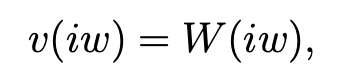 v(iw) = W(iw),